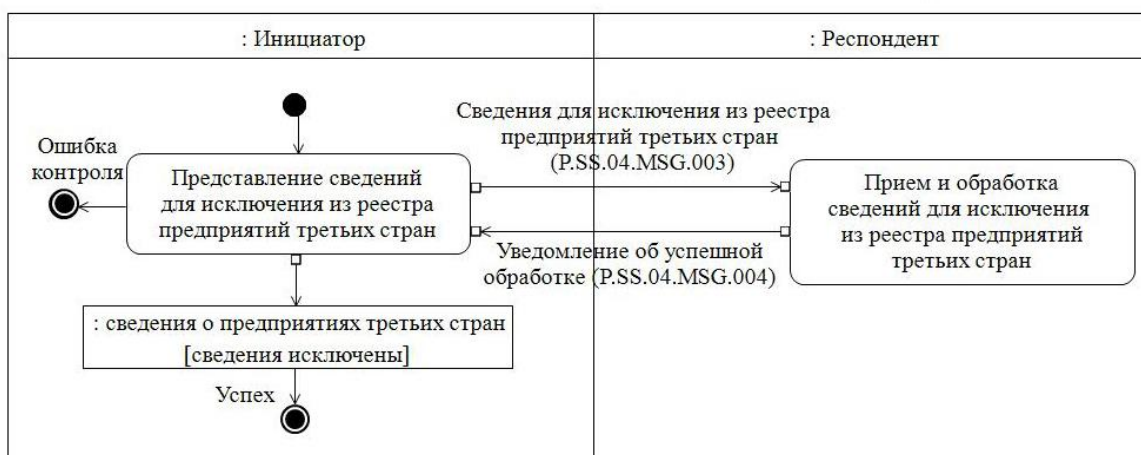 : Инициатор
: Респондент
Сведения для исключения из реестра
предприятий третьих стран
(P.SS.04.MSG.003)
Ошибка
контроля
Представление сведений
для исключения из реестра
предприятий третьих стран
Прием и обработка
сведений для исключения
из реестра предприятий
третьих стран
Уведомление об успешной
обработке (P.SS.04.MSG.004)
: сведения о предприятиях третьих стран
[сведения исключены]
Успех